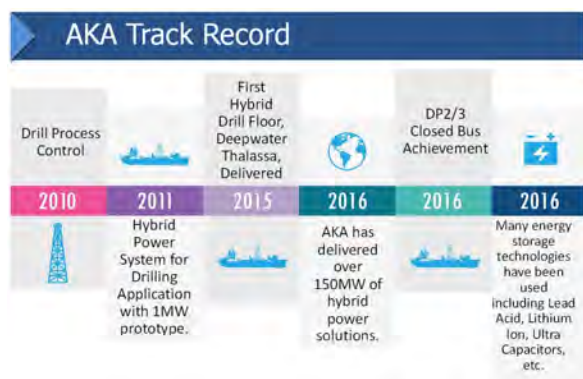 AKA Track Record
Drill Process
Control
2010
2011
Hybrid
Power
System for
Drilling
Application
with 1MW
prototype.
First
Hybrid
Drill Floor,
Deepwater
Thalassa,
Delivered
2015
2016
AKA has
delivered
over
150MW of
hybrid
power
solutions.
DP2/3
Closed Bus
Achievement
2016
2016
Many energy
storage
technologies
have been
used
including Lead
Acid, Lithium
Ion, Ultra
Capacitors,
etc.